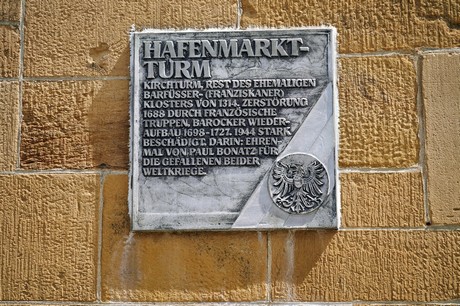 HAFENMARKT-
TURM
KIRCHTURM, REST DES EHEMALIGEN
BARFÜSSER- (FRANZISKANER)
KLOSTERS VON 1314. ZERSTÖRUNG
1688 DURCH FRANZÖSISCHE
TRUPPEN. BAROCKER WIEDER-
AUFBAU 1698-1727. 1944 STARK
BESCHÄDIGT. DARIN: EHREN-
MAL VON PAUL BONATZ FÜR
DIE GEFALLENEN BEIDER
WELTKRIEGE.